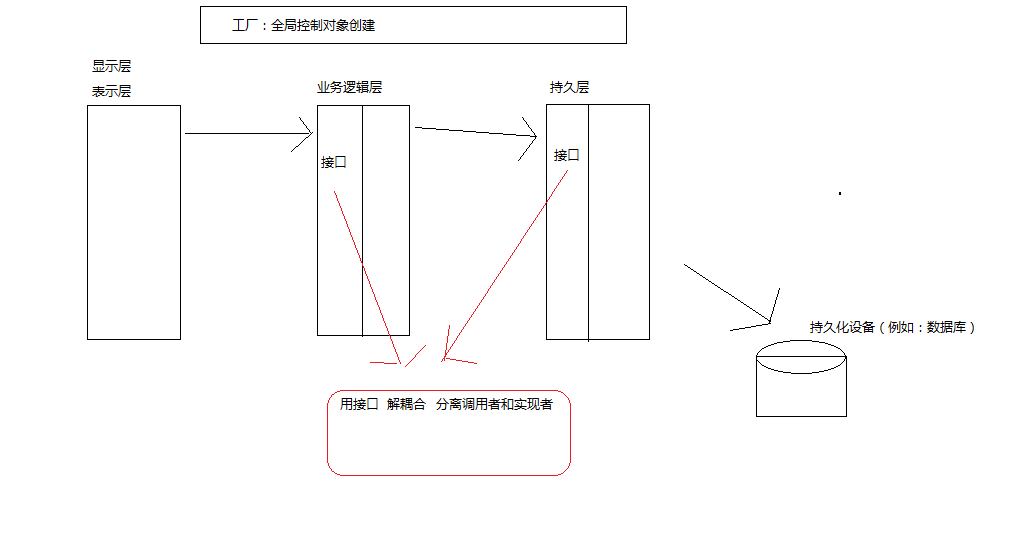 工厂：全局控制对象创建
显示层
表示层
业务逻辑层
持久层
接口
接口
持久化设备（例如：数据库）
用接口 解耦合 分离调用者和实现者